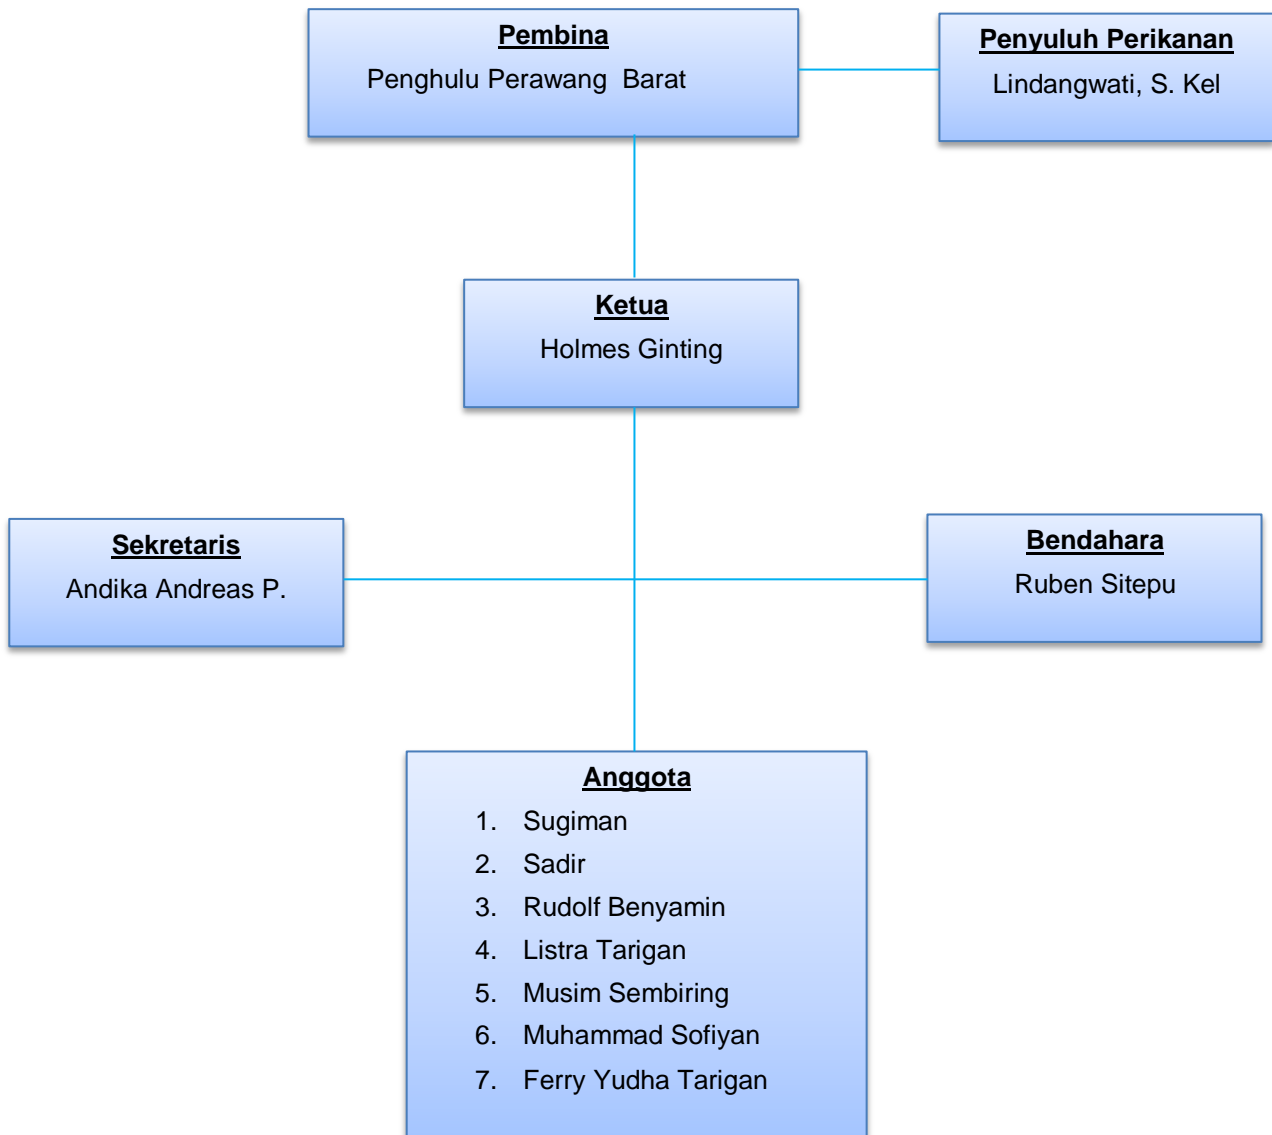 Pembina
Penghulu Perawang  Barat
Penyuluh Perikanan
Lindangwati, S. Kel
Ketua
Holmes Ginting
Sekretaris
Andika Andreas P.
Bendahara
Ruben Sitepu
Anggota
1. Sugiman
2. Sadir
3. Rudolf Benyamin
4. Listra Tarigan
5. Musim Sembiring
6. Muhammad Sofiyan
7. Ferry Yudha Tarigan